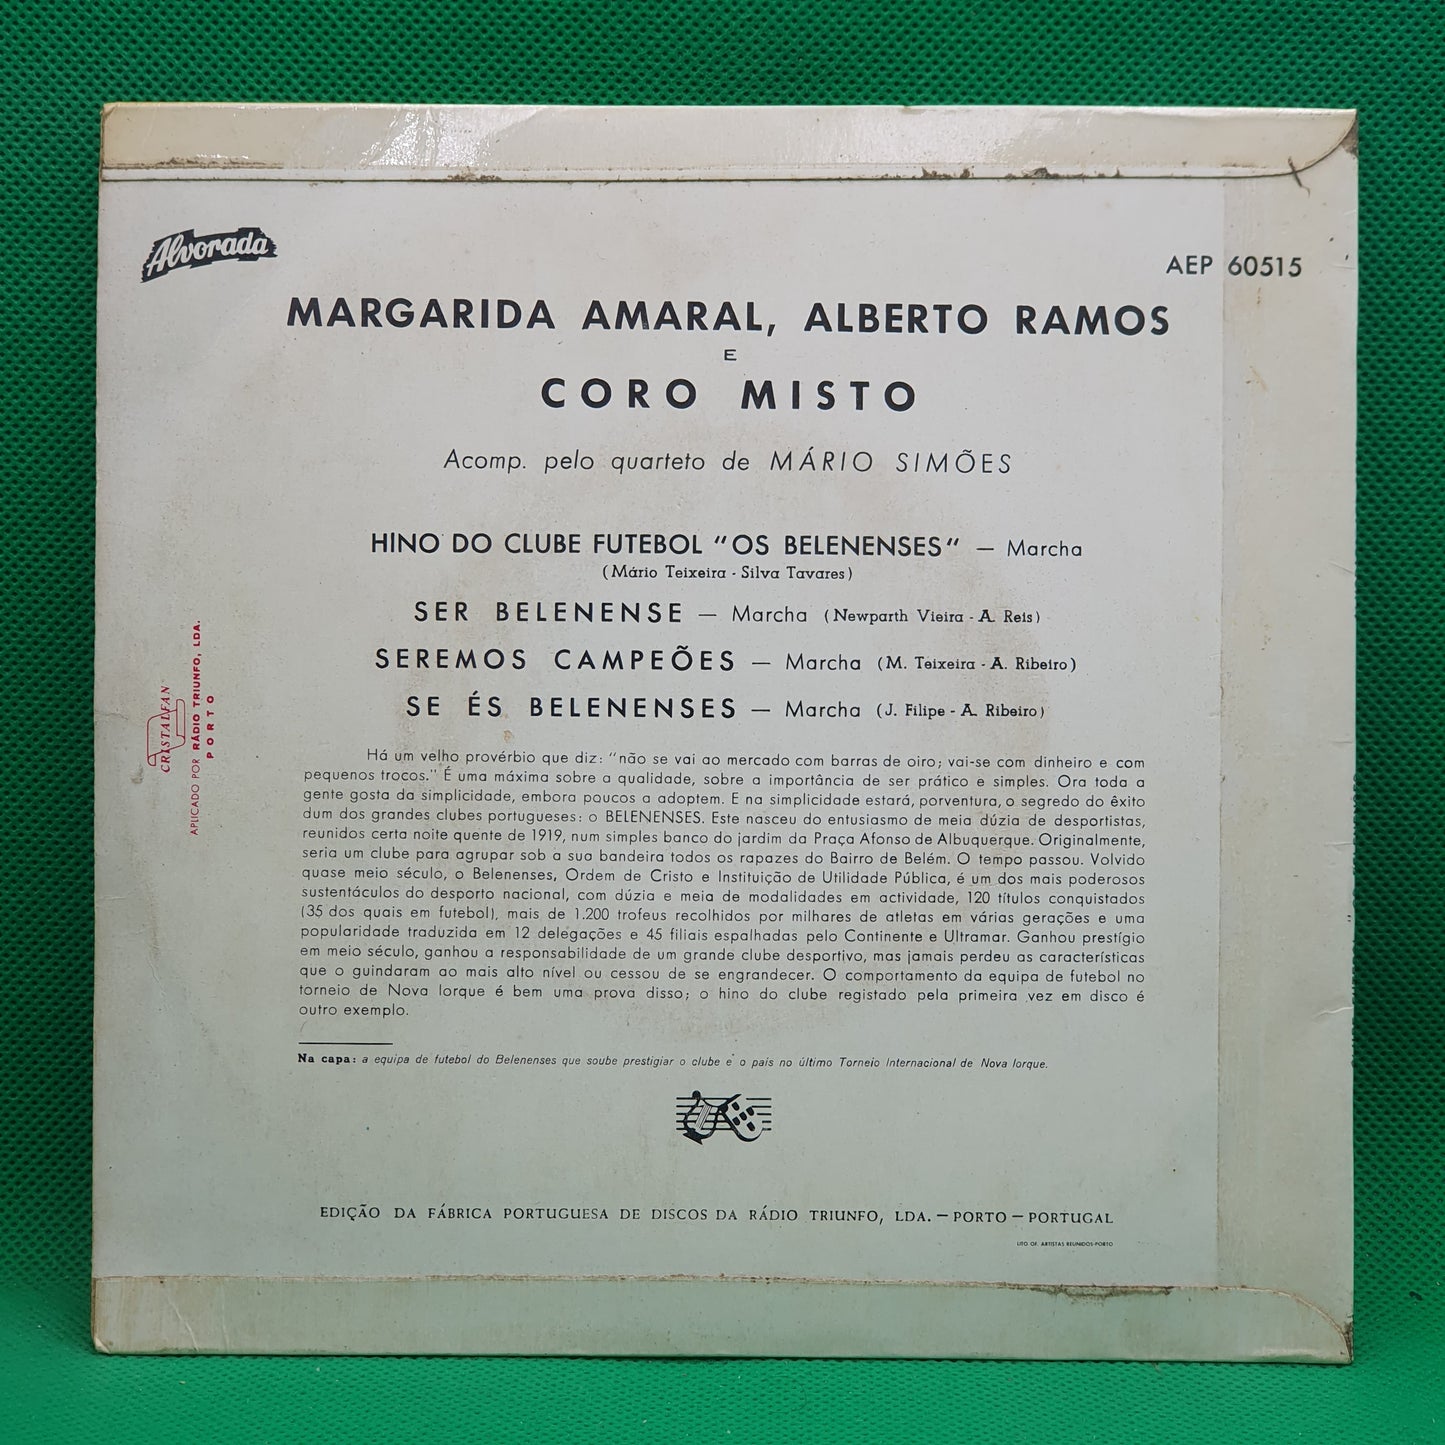 Alvorada
AEP 60515
MARGARIDA AMARAL, ALBERTO RAMOS
E
CORO MISTO
Acomp. pelo quarteto de MÁRIO SIMÕES
HINO DO CLUBE FUTEBOL "OS BELENENSES" — Marcha
(Mário Teixeira - Silva Tavares)
SER BELENENSE — Marcha (Newparth Vieira - A. Reis)
SEREMOS CAMPEÕES — Marcha (M. Teixeira - A. Ribeiro)
SE ÉS BELENENSES — Marcha (J. Filipe - A. Ribeiro)
Há um velho provérbio que diz: "não se vai ao mercado com barras de oiro; vai-se com dinheiro e com
pequenos trocos." É uma máxima sobre a qualidade, sobre a importância de ser prático e simples. Ora toda a
gente gosta da simplicidade, embora poucos a adoptem. E na simplicidade estará, porventura, o segredo do êxito
dum dos grandes clubes portugueses: o BELENENSES. Este nasceu do entusiasmo de meia dúzia de desportistas,
reunidos certa noite quente de 1919, num simples banco do jardim da Praça Afonso de Albuquerque. Originalmente,
seria um clube para agrupar sob a sua bandeira todos os rapazes do Bairro de Belém. O tempo passou. Volvido
quase meio século, o Belenenses, Ordem de Cristo e Instituição de Utilidade Pública, é um dos mais poderosos
sustentáculos do desporto nacional, com dúzia e meia de modalidades em actividade, 120 títulos conquistados
(35 dos quais em futebol), mais de 1.200 trofeus recolhidos por milhares de atletas em várias gerações e uma
popularidade traduzida em 12 delegações e 45 filiais espalhadas pelo Continente e Ultramar. Ganhou prestígio
em meio século, ganhou a responsabilidade de um grande clube desportivo, mas jamais perdeu as características
que o guindaram ao mais alto nível ou cessou de se engrandecer. O comportamento da equipa de futebol no
torneio de Nova Iorque é bem uma prova disso; o hino do clube registado pela primeira vez em disco é
outro exemplo.
Na capa: a equipa de futebol do Belenenses que soube prestigiar o clube e o país no último Torneio Internacional de Nova Iorque.
EDIÇÃO DA FÁBRICA PORTUGUESA DE DISCOS DA RÁDIO TRIUNFO, LDA. — PORTO — PORTUGAL
LITO OF. ARTISTAS REUNIDOS-PORTO
CRISTALFAN
APLICADO POR RÁDIO TRIUNFO, LDA.
PORTO